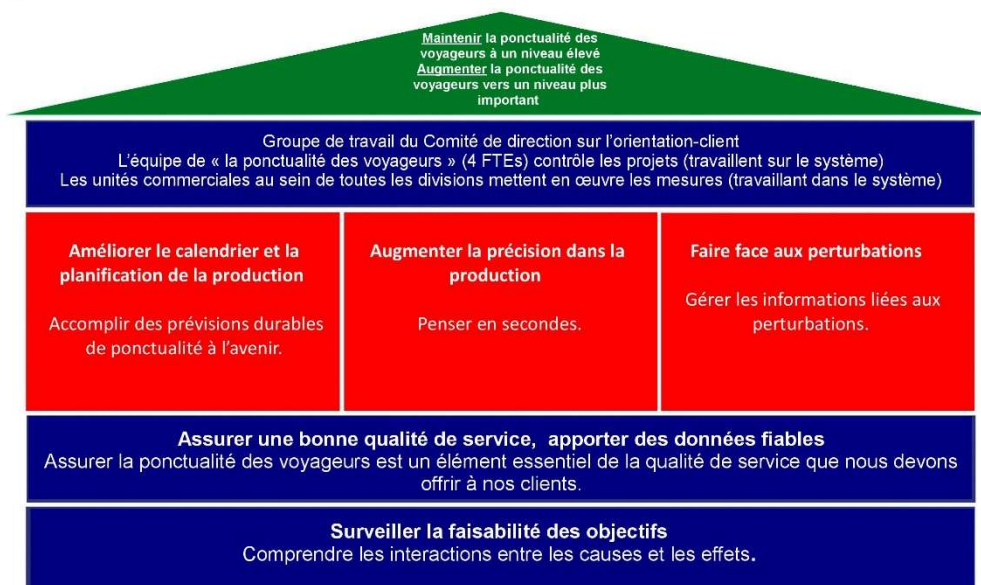 Maintenir la ponctualité des
voyageurs à un niveau élevé
Augmenter la ponctualité des
voyageurs vers un niveau plus
important
Groupe de travail du Comité de direction sur l'orientation-client
L'équipe de « la ponctualité des voyageurs » (4 FTEs) contrôle les projets (travaillent sur le système)
Les unités commerciales au sein de toutes les divisions mettent en œuvre les mesures (travaillant dans le système)
Améliorer le calendrier et la
planification de la production
Accomplir des prévisions durables
de ponctualité à l'avenir.
Augmenter la précision dans la
production
Penser en secondes.
Faire face aux perturbations
Gérer les informations liées aux
perturbations.
Assurer une bonne qualité de service, apporter des données fiables
Assurer la ponctualité des voyageurs est un élément essentiel de la qualité de service que nous devons
offrir à nos clients.
Surveiller la faisabilité des objectifs
Comprendre les interactions entre les causes et les effets.